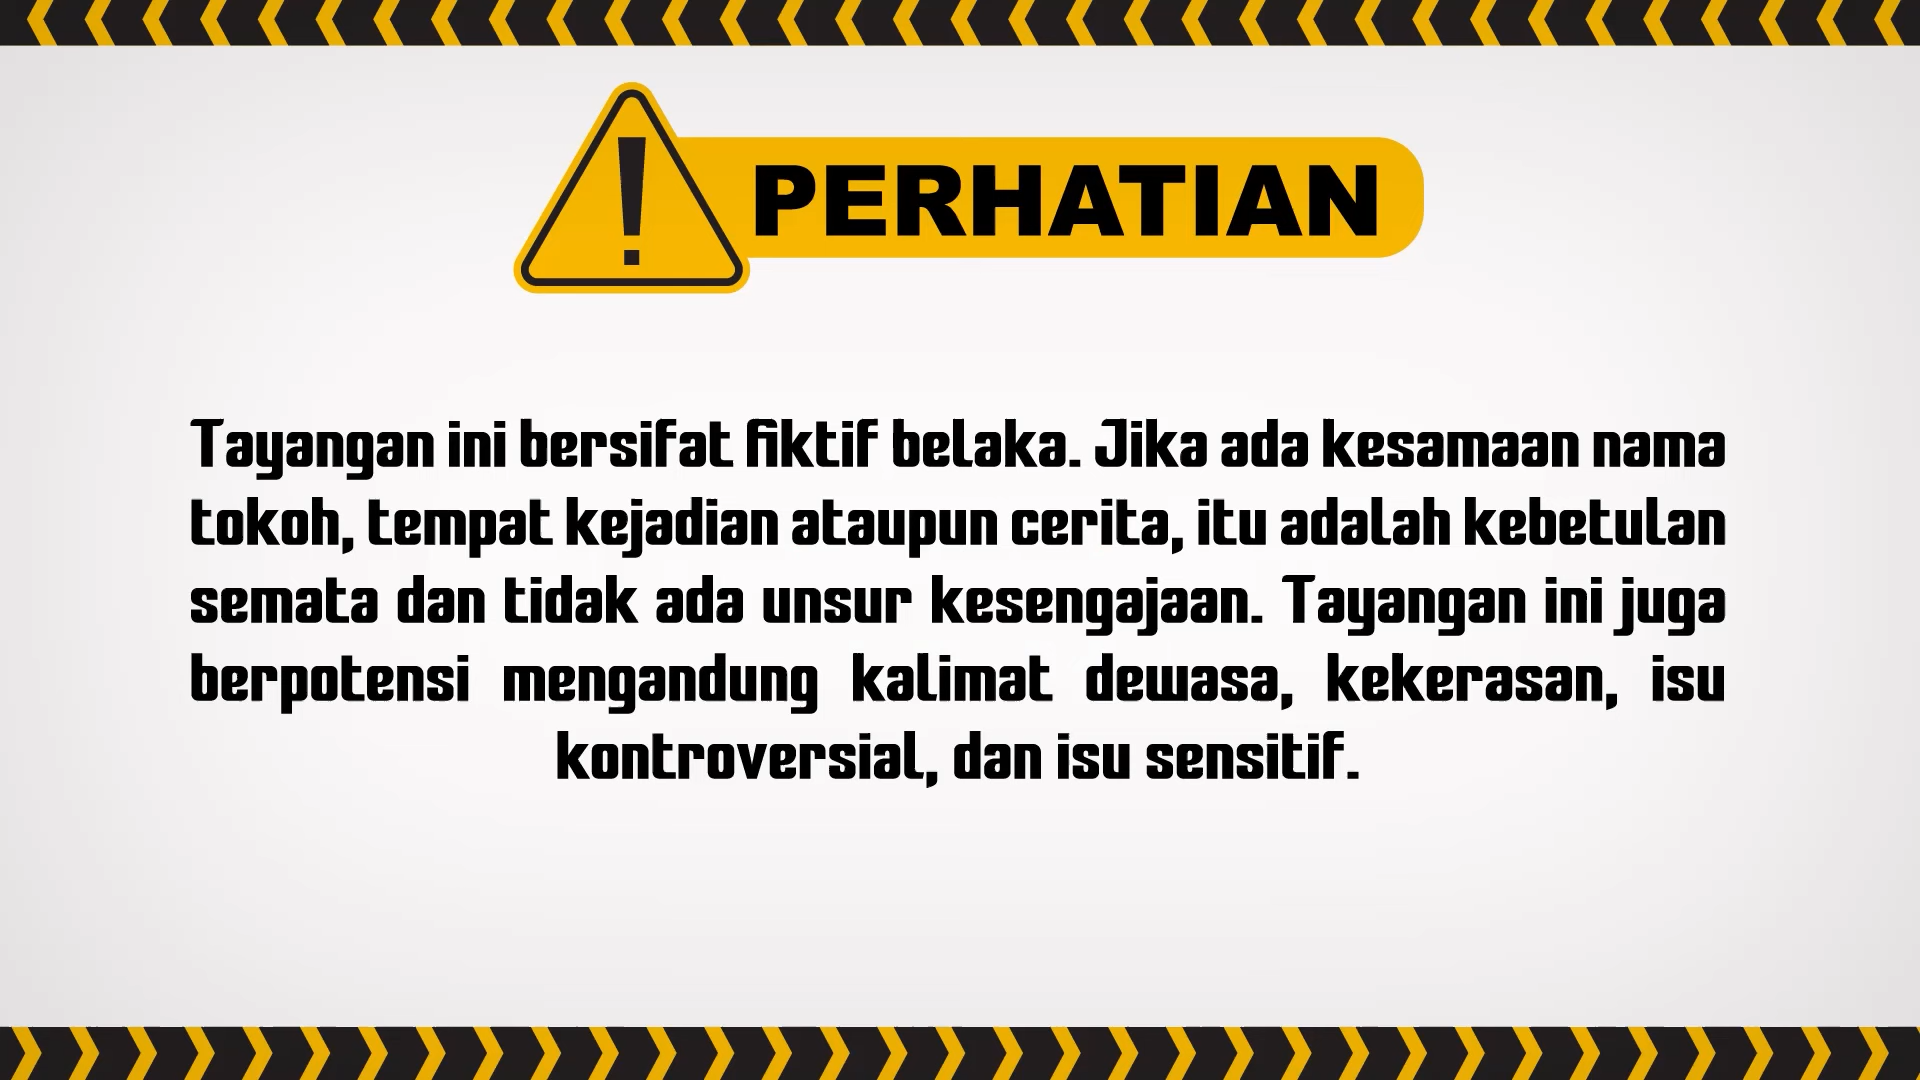 PERHATIAN
Tayangan ini bersifat fiktif belaka. Jika ada kesamaan nama
tokoh, tempat kejadian ataupun cerita, itu adalah kebetulan
semata dan tidak ada unsur kesengajaan. Tayangan ini juga
berpotensi mengandung kalimat dewasa, kekerasan, isu
kontroversial, dan isu sensitif.